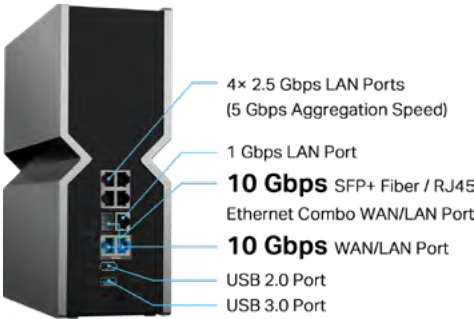 4× 2.5 Gbps LAN Ports
(5 Gbps Aggregation Speed)
1 Gbps LAN Port
10 Gbps SFP+ Fiber / RJ45
Ethernet Combo WAN/LAN Port
10 Gbps WAN/LAN Port
USB 2.0 Port
USB 3.0 Port